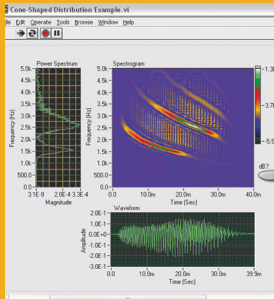 Cone-Shaped Distribution Example.vi
File Edit Operate Tools Browse Window Help
Power Spectrum
Spectrogram
5.0k
4.5k
4.0k
3.5k
3.0k
2.5k
2.0k
1.5k
1.0k
500.0
0.0
Frequency (Hz)
3.1E-9 2.0E-4 3.3E-4
Magnitude
5.0k
4.5k
4.0k
3.5k
3.0k
2.5k
2.0k
1.5k
1.0k
500.0
0.0
Frequency (Hz)
0.0 10.0m 20.0m 30.0m 40.0m
Time (Sec)
dB?
Waveform
2.0E-1
1.0E-1
0.0E+0
-1.0E-1
-2.0E-1
-3.0E-1
Amplitude
0.0 10.0m 20.0m 30.0m 39.9m
Time (Sec)